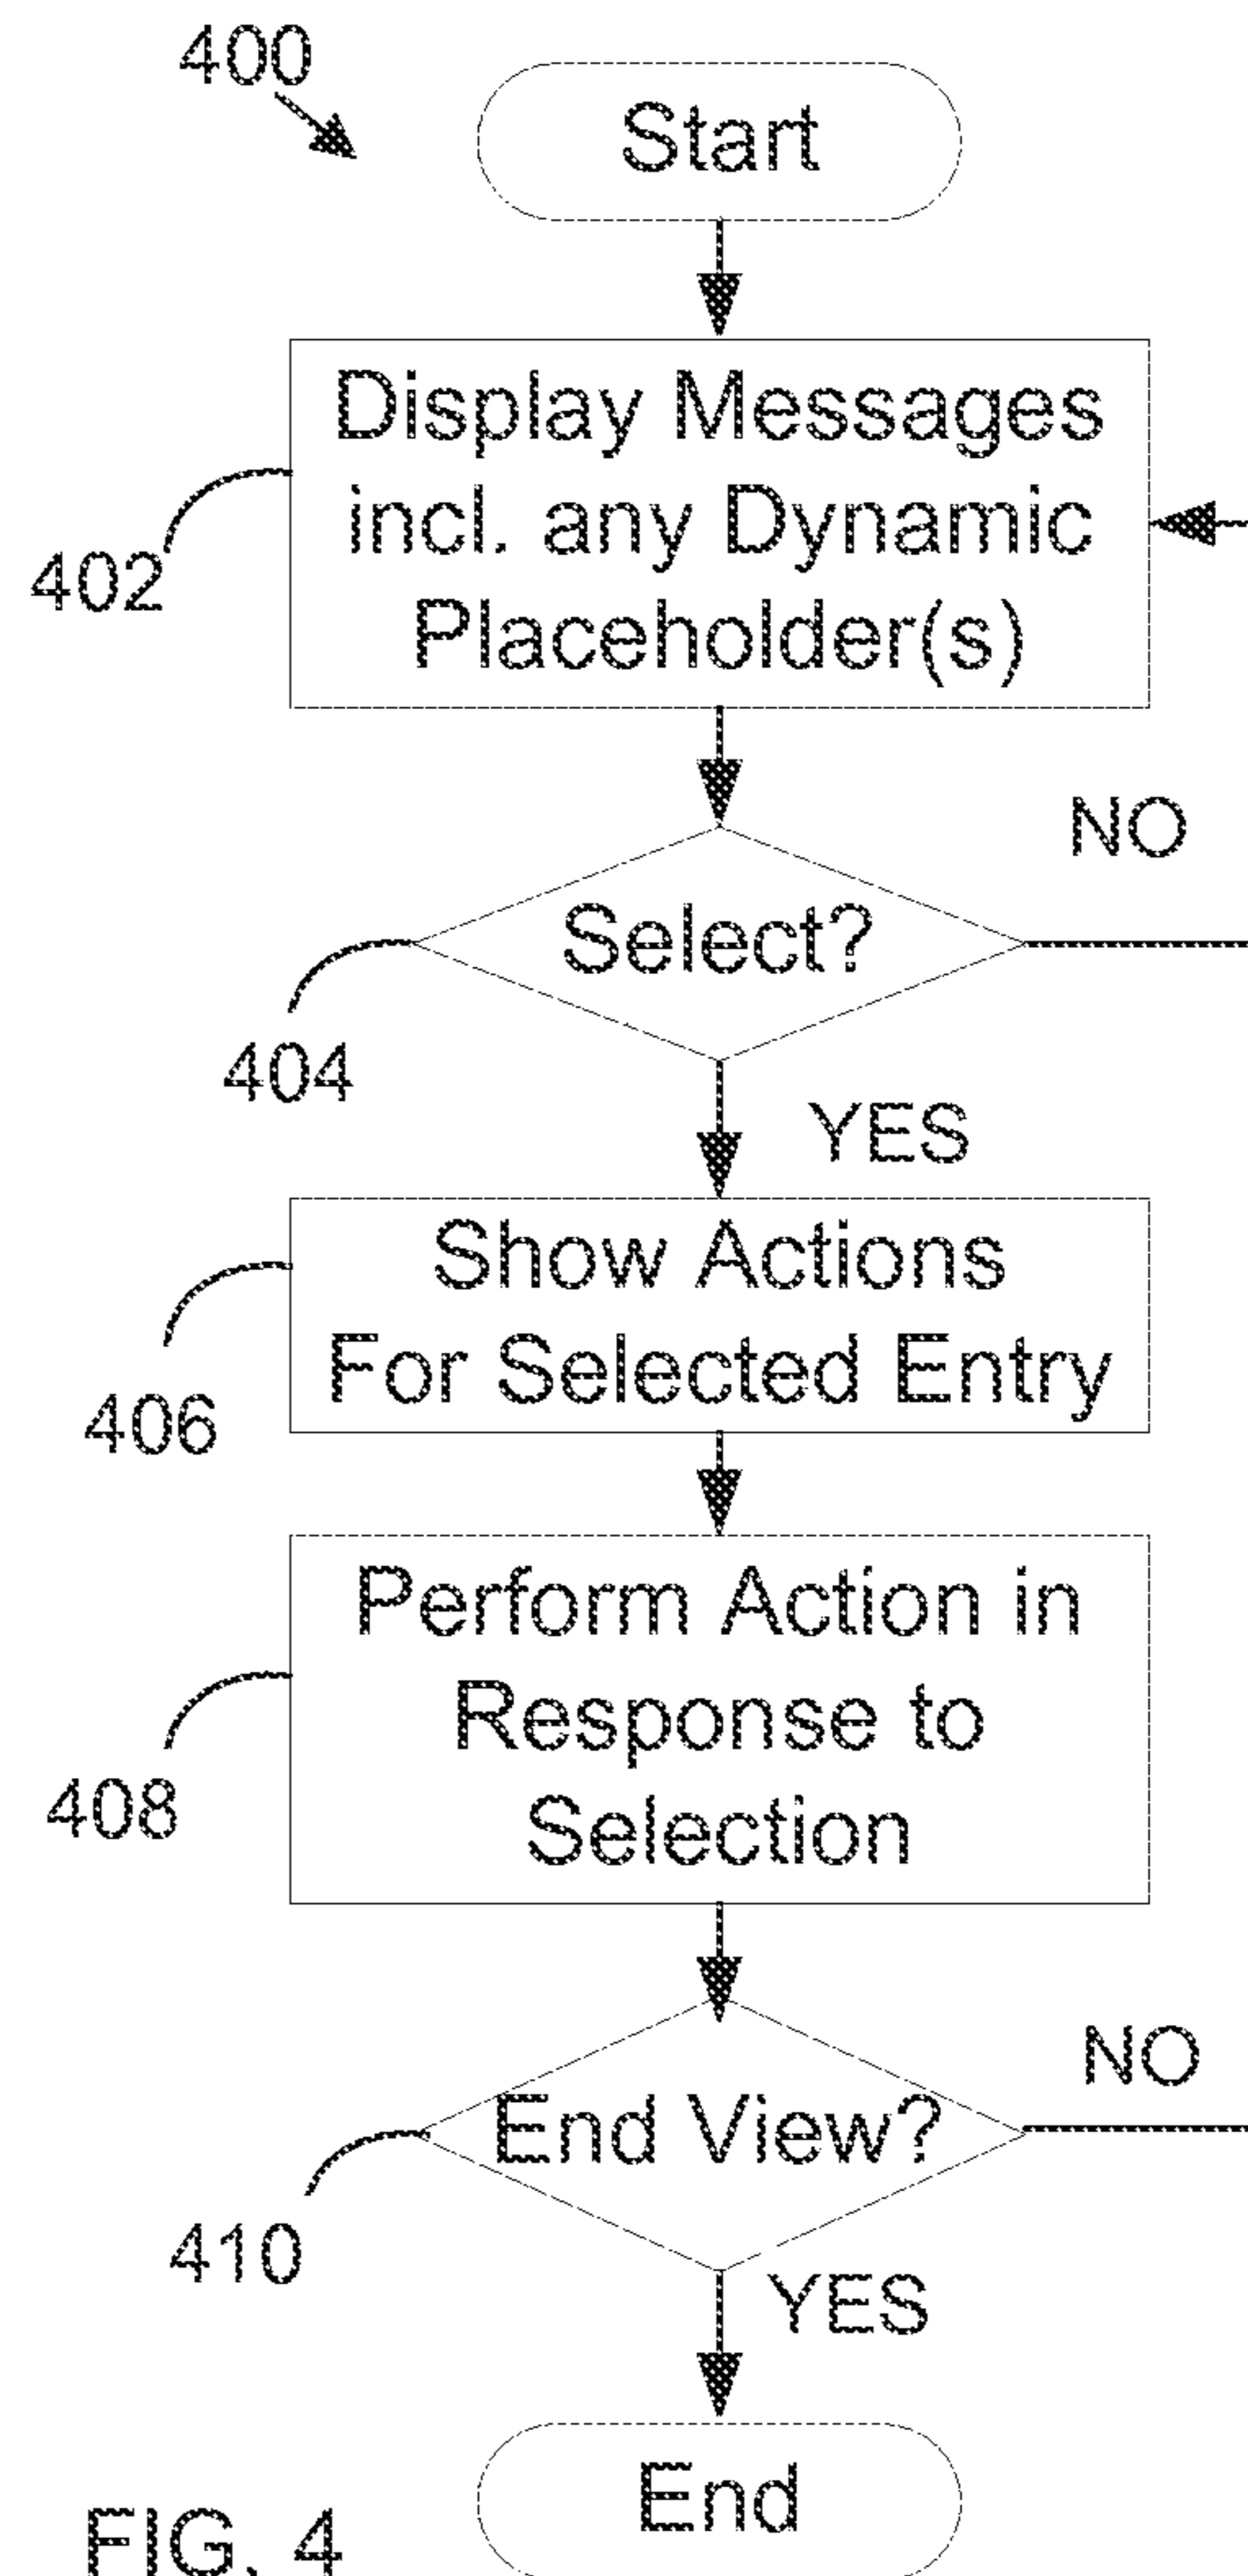 400
Start
Display Messages
incl. any Dynamic
Placeholder(s)
402
NO
Select?
404
YES
Show Actions
For Selected Entry
406
Perform Action in
Response to
Selection
408
NO
End View?
410
YES
End
FIG. 4